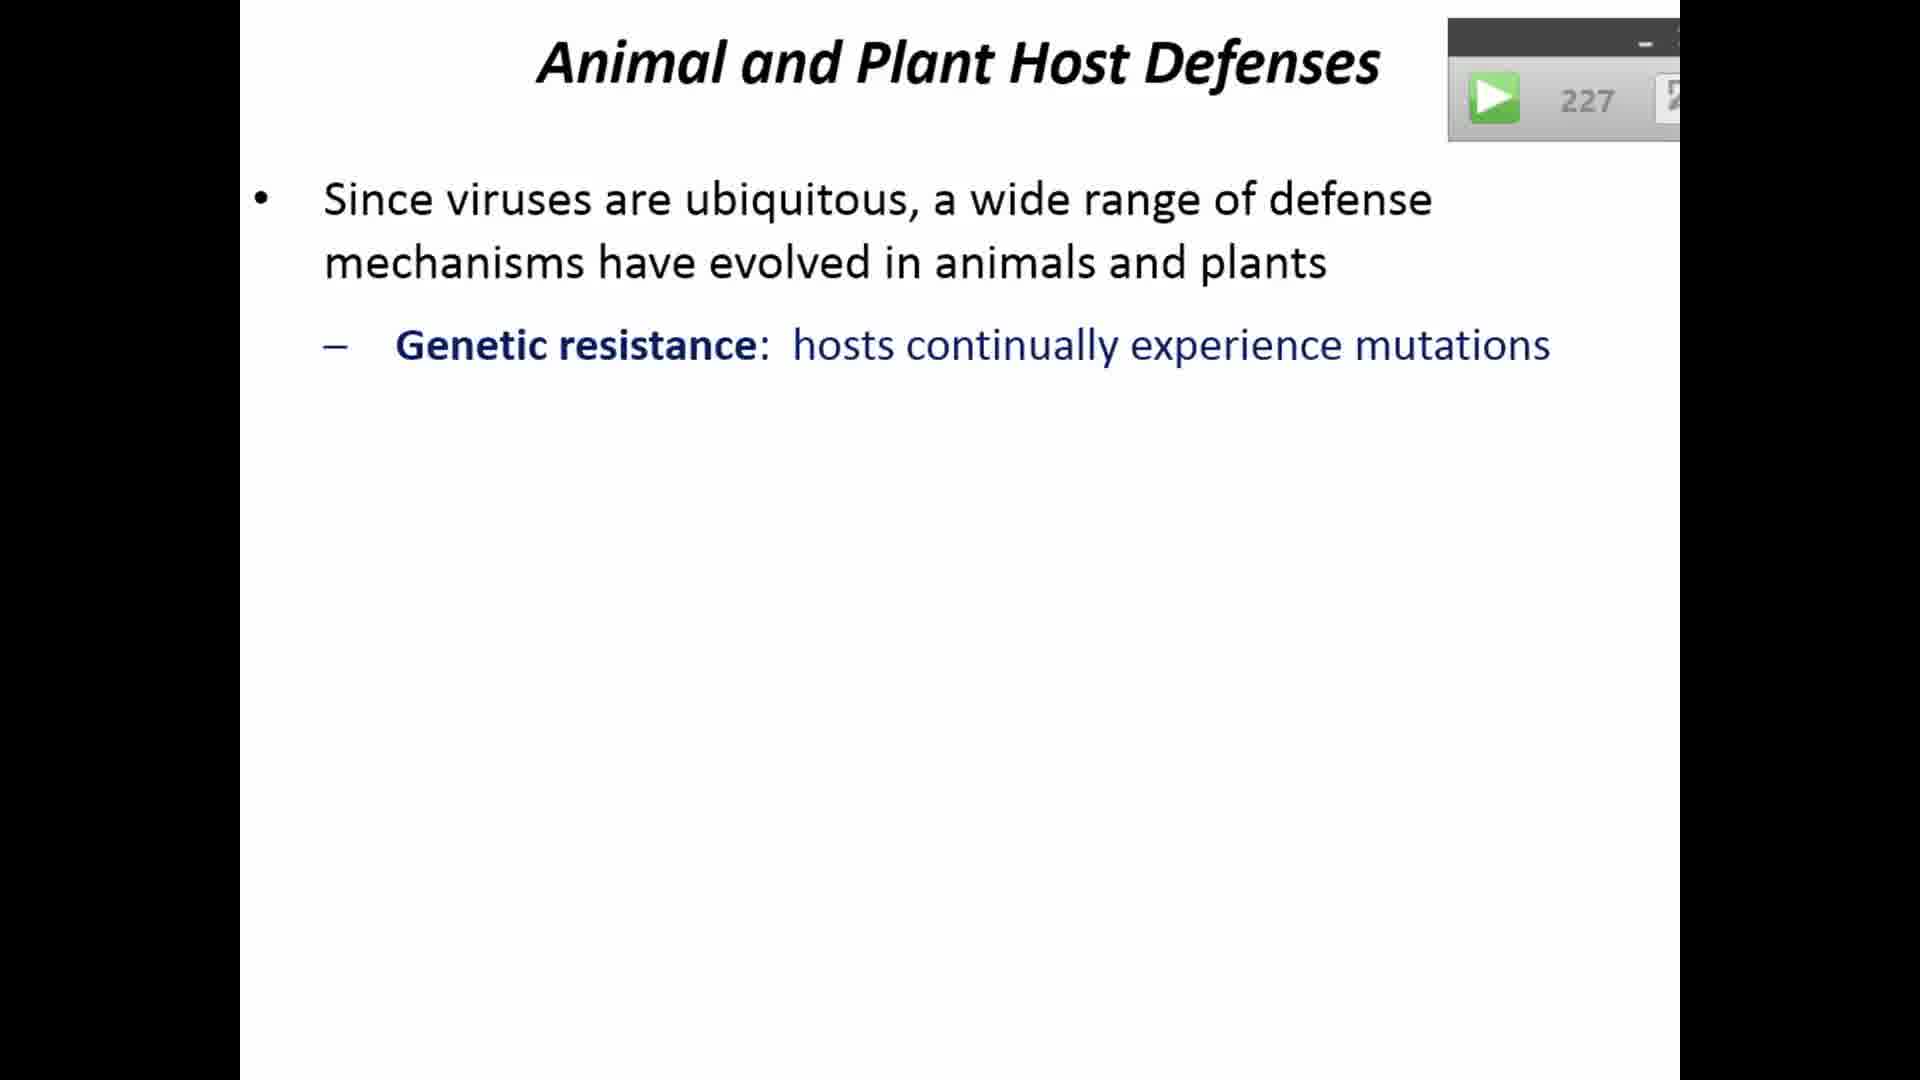 Animal and Plant Host Defenses
227
• Since viruses are ubiquitous, a wide range of defense
mechanisms have evolved in animals and plants
– Genetic resistance: hosts continually experience mutations